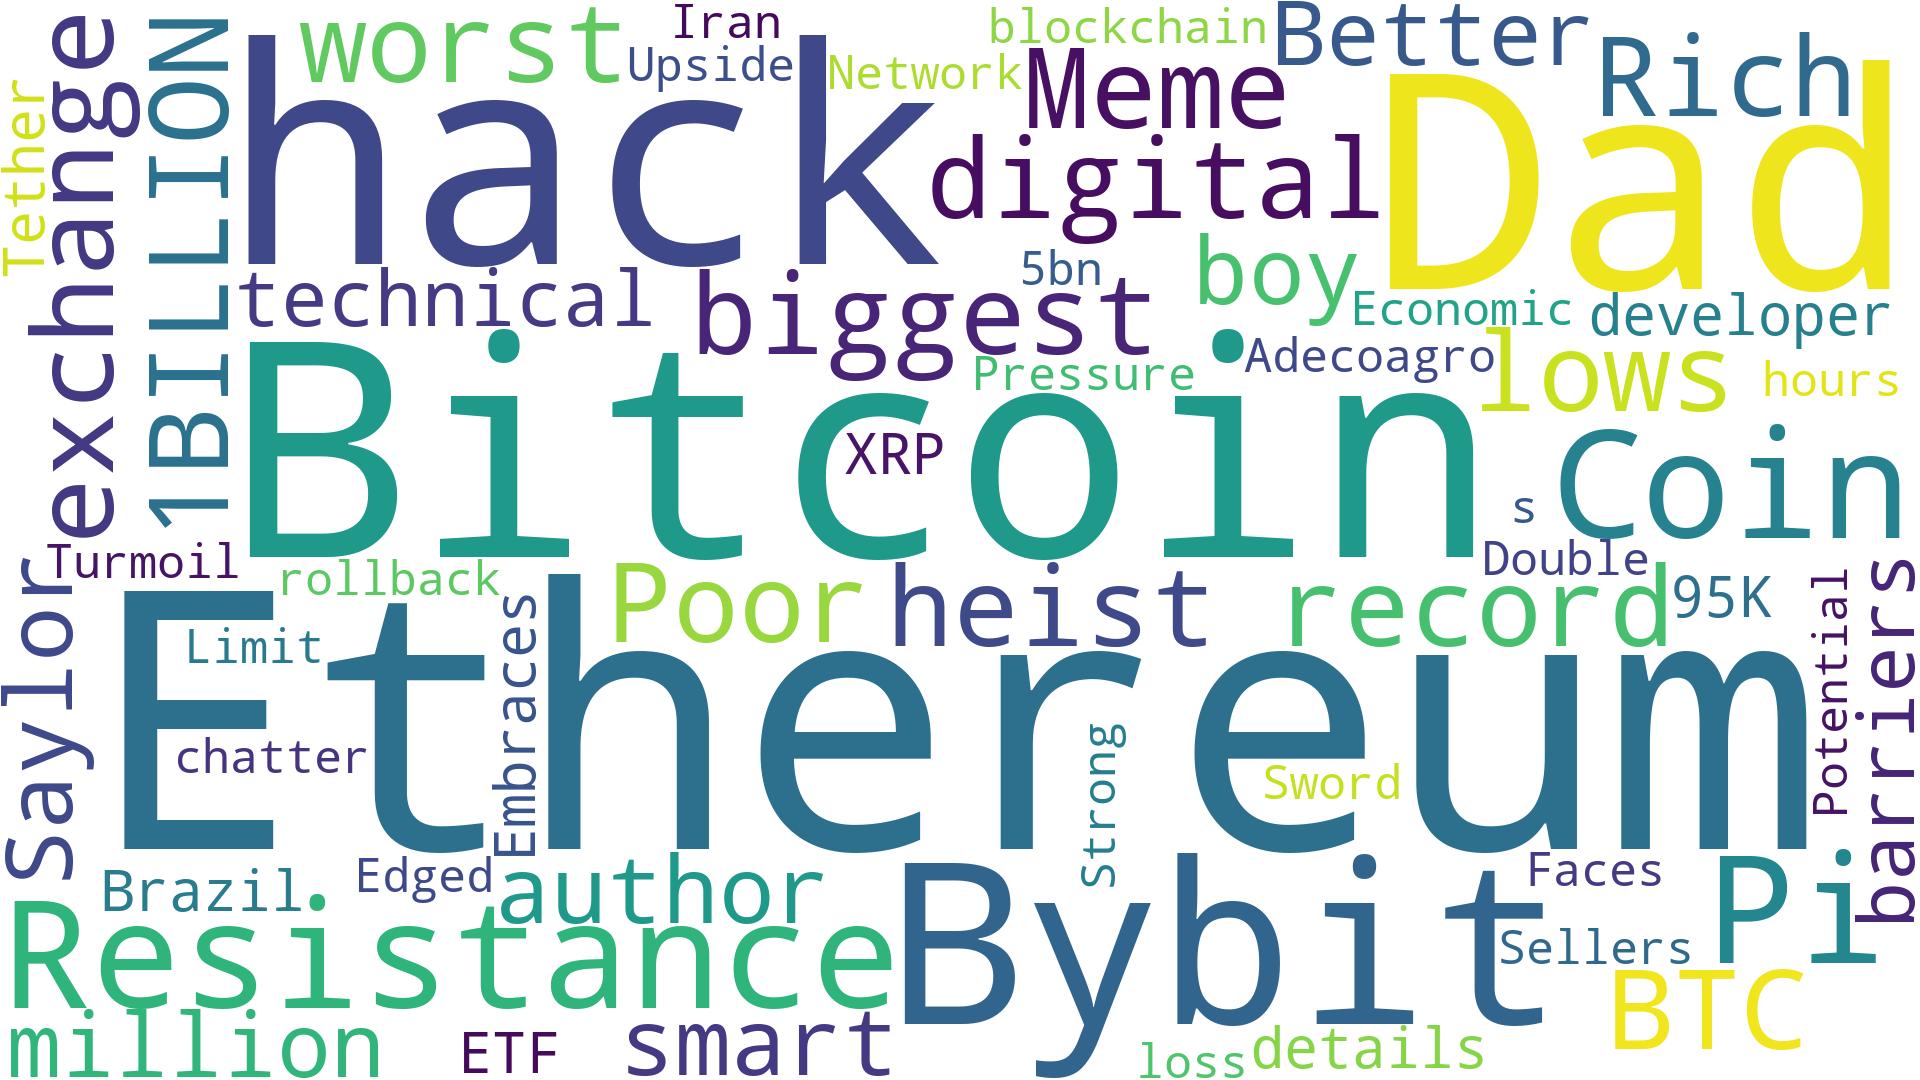 Tether
exchange
1BILLION
worst
Iran
Upside
hack
blockchain
Network
Meme
Better
Rich
Dad
digital
technical
biggest
5bn
boy
Economic
developer
Pressure
Adecoagro
lows
hours
Bitcoin
XRP
Coin
s
Double
Turmoil
rollback
Saylor
Poor
heist
record
95K
Potential
barriers
Limit
Embraces
Ethereum
chatter
Strong
Sword
Brazil
Edged
author
Bybit
Faces
Pi
Resistance
Sellers
BTC
million
ETF
smart
loss
details